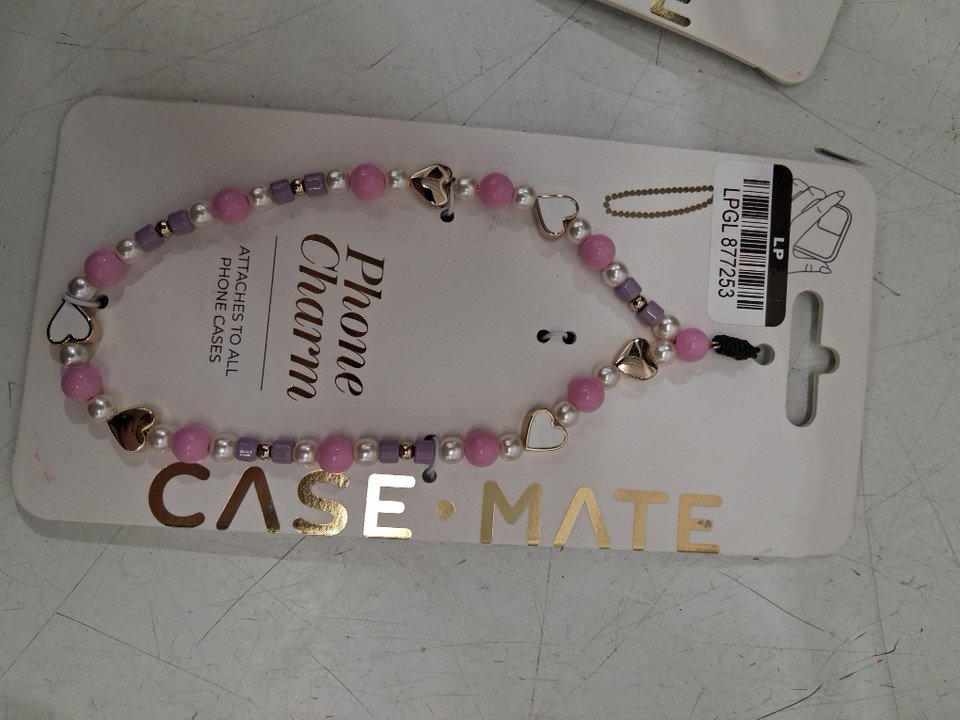 LP
LPGL 877253
Phone
Charm
ATTACHES TO ALL
PHONE CASES
CASE·MATE
E